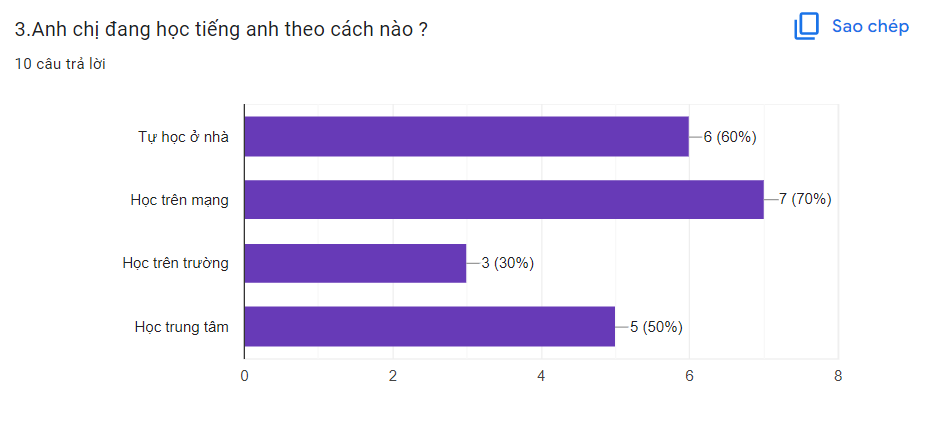 3.Anh chị đang học tiếng anh theo cách nào ?
Sao chép
10 câu trả lời
Tự học ở nhà
6 (60%)
Học trên mạng
7 (70%)
Học trên trường
3 (30%)
Học trung tâm
5 (50%)
0 2 4 6 8